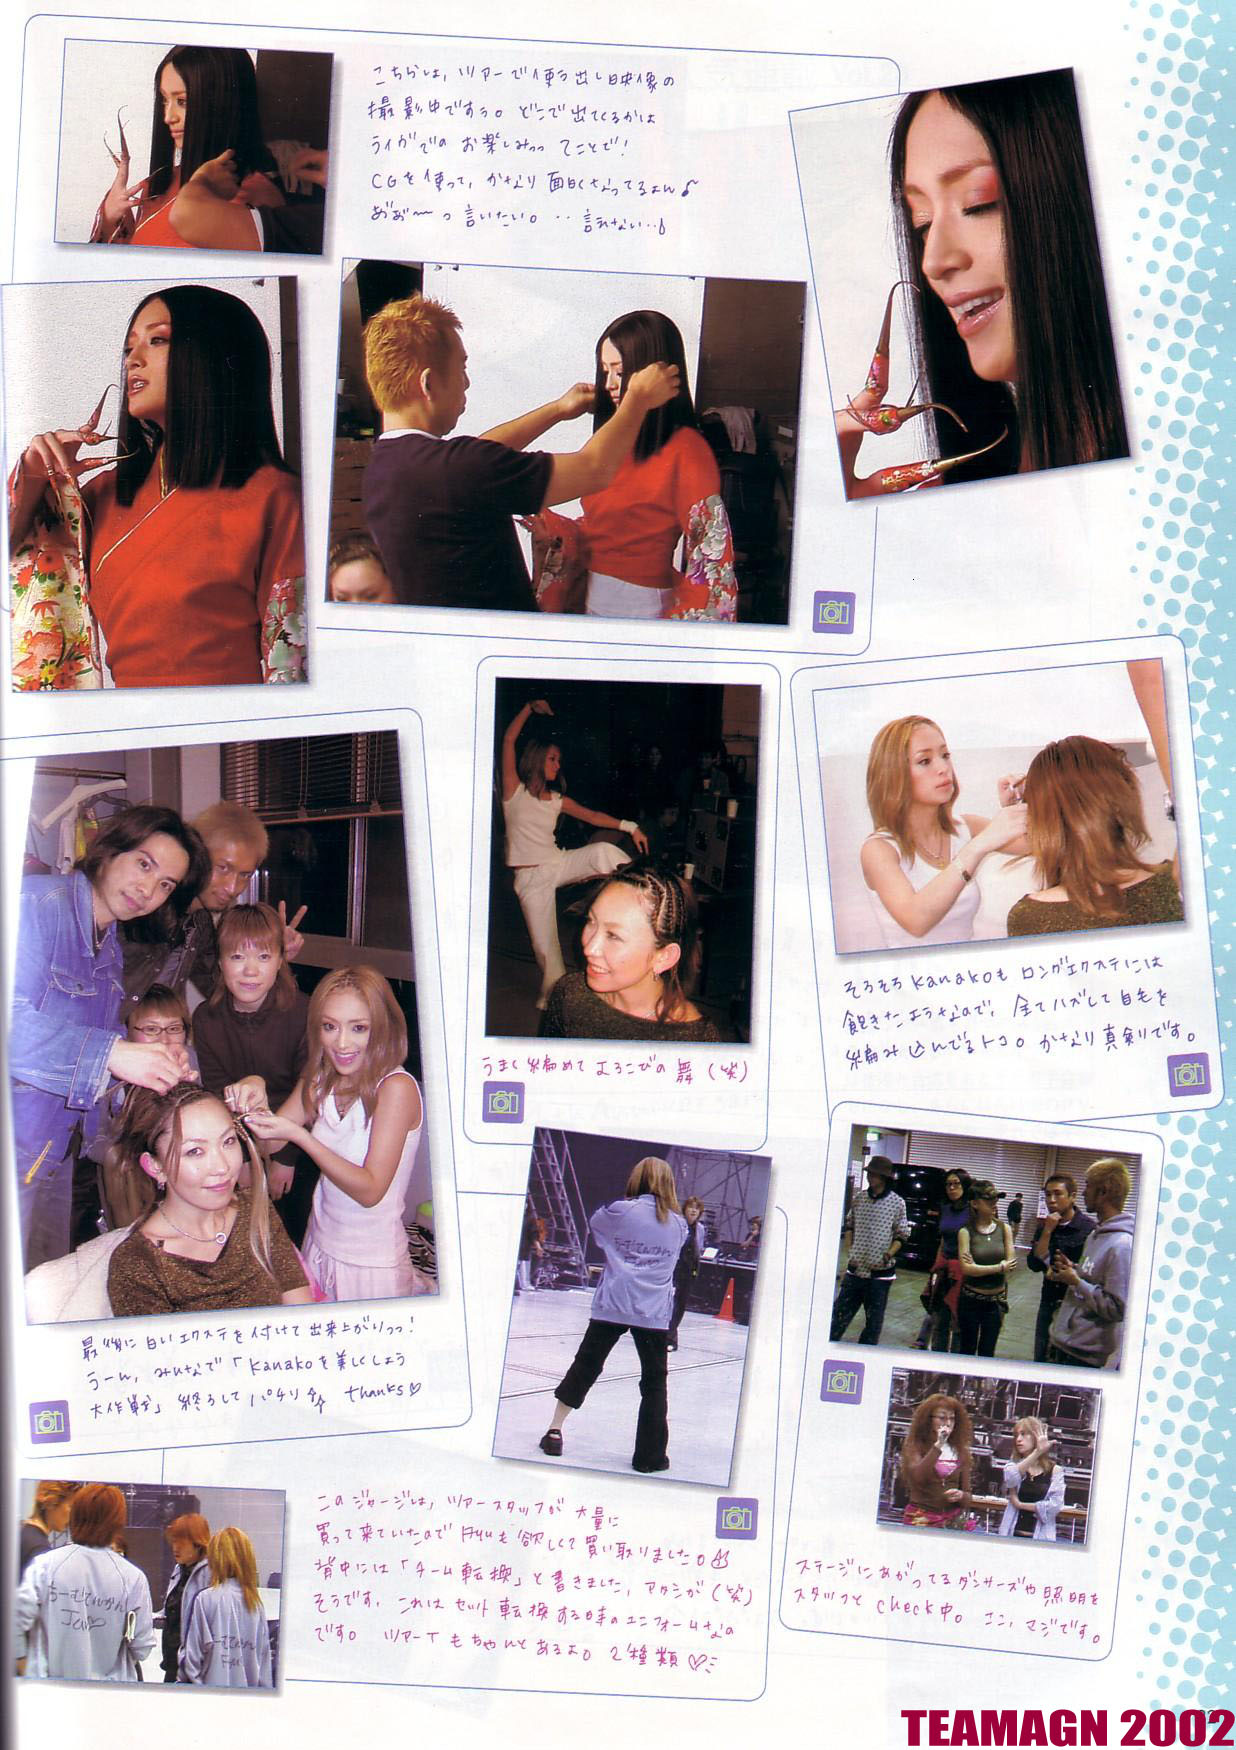 こちらは、ツアーで使う出し映像の
撮影中ですぅ。どこで出てくるかは
ライヴでの お楽しみっってことで!
CGを使って、かなり面白くなってるよん♪
あ゛ぉ〜っ 言いたい。‥言えない‥
そろそろkanakoも ロングエクステには
飽きたようなので、全てハズして自毛を
編み込んでるトコ。かなり真剣です。
うまく編めて よろこびの 舞(笑)
最後に白いエクステを付けて出来上がりっっ!
うーん、みんなで「kanakoを美しくしよう
大作戦」終了して パチリ thanks♡
このジャージは、ツアースタッフが 大量に
買って来ていたので Ayuも欲しくて買い取りました。
背中には「チーム転換」と書きました、アタシが(笑)
そうです、これはセット転換する時のユニフォームなの
です。ツアーTもちゃんとあるよ。2種類♡
ステージにあがってるダンサーズや照明を
スタッフと check中。ココ、マジです。
ちーむてんかん
TEAMAGN 2002